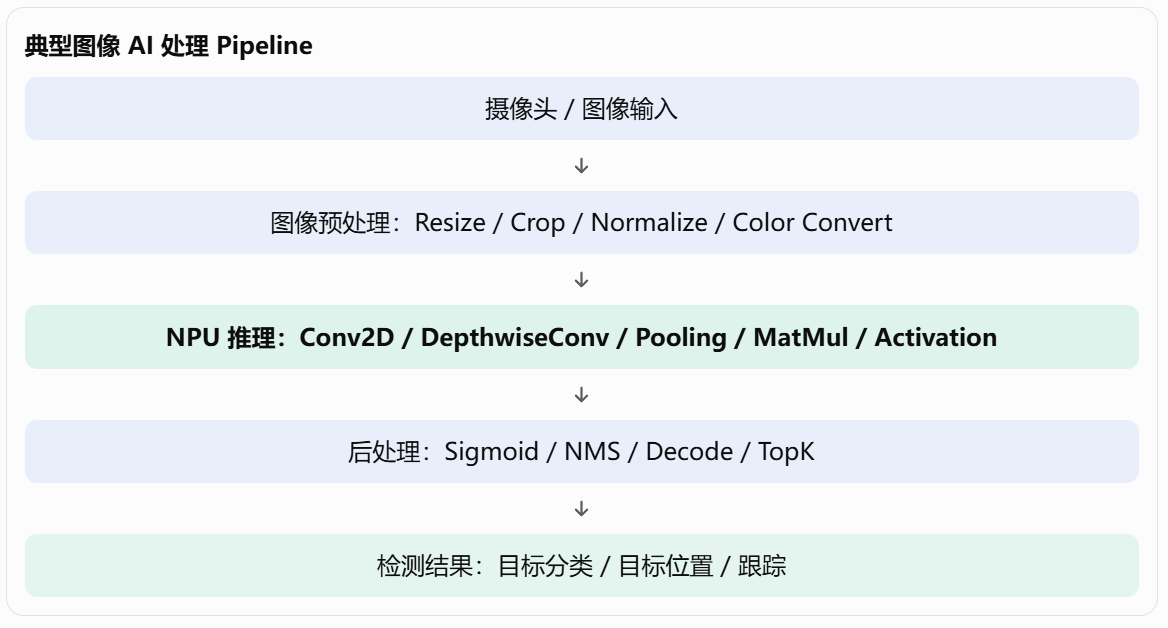 典型图像 AI 处理 Pipeline
摄像头 / 图像输入
↓
图像预处理：Resize / Crop / Normalize / Color Convert
↓
NPU 推理：Conv2D / DepthwiseConv / Pooling / MatMul / Activation
↓
后处理：Sigmoid / NMS / Decode / TopK
↓
检测结果：目标分类 / 目标位置 / 跟踪